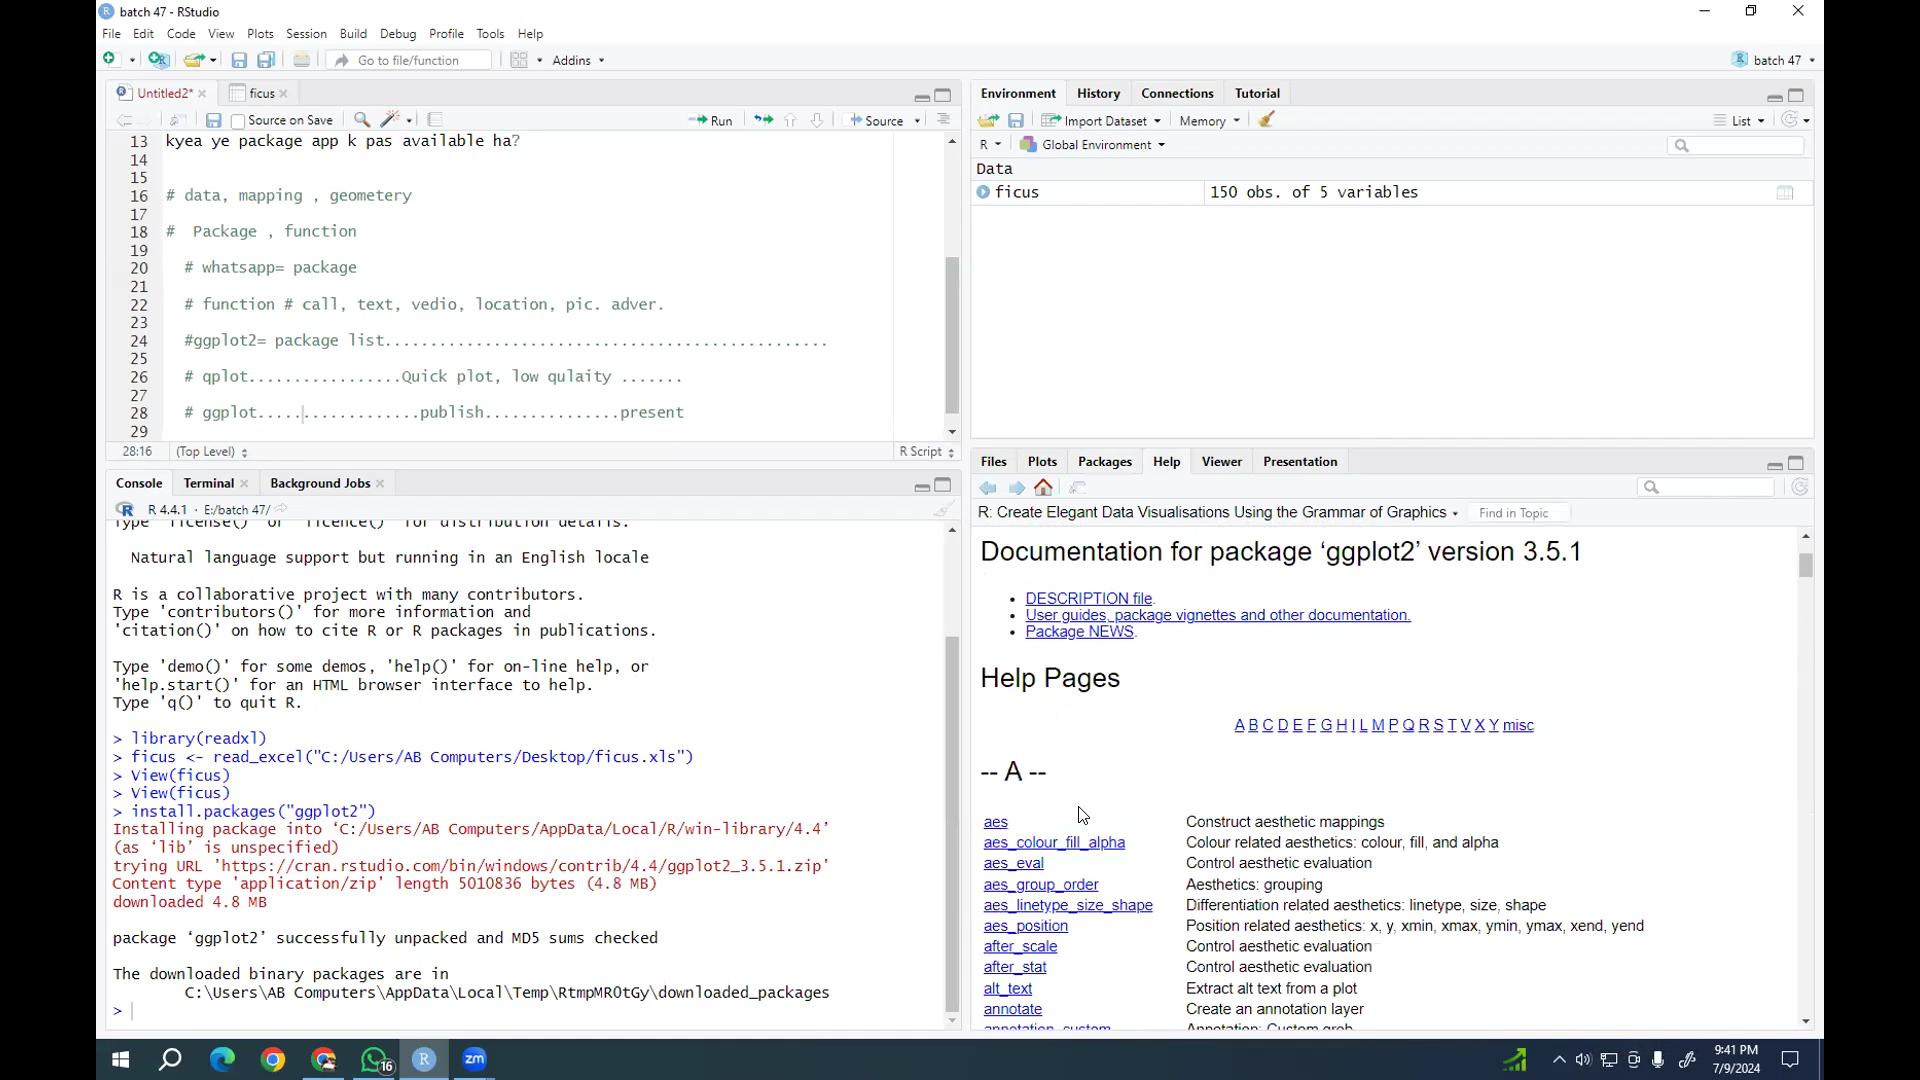 batch 47 - RStudio
File Edit Code View Plots Session Build Debug Profile Tools Help
Go to file/function Addins batch 47
Untitled2* ficus
Source on Save Run Source
13 kyea ye package app k pas available ha?
14
15
16 # data, mapping , geometery
17
18 # Package , function
19
20 # whatsapp= package
21
22 # function # call, text, vedio, location, pic. adver.
23
24 #ggplot2= package list.................................................
25
26 # qplot.................Quick plot, low qulaity .......
27
28 # ggplot..................publish...............present
29
28:16 (Top Level) R Script
Console Terminal Background Jobs
R 4.4.1 · E:/batch 47/
Type 'license()' or 'licence()' for distribution details.
Natural language support but running in an English locale
R is a collaborative project with many contributors.
Type 'contributors()' for more information and
'citation()' on how to cite R or R packages in publications.
Type 'demo()' for some demos, 'help()' for on-line help, or
'help.start()' for an HTML browser interface to help.
Type 'q()' to quit R.
> library(readxl)
> ficus <- read_excel("C:/Users/AB Computers/Desktop/ficus.xls")
> View(ficus)
> View(ficus)
> install.packages("ggplot2")
Installing package into ‘C:/Users/AB Computers/AppData/Local/R/win-library/4.4’
(as ‘lib’ is unspecified)
trying URL 'https://cran.rstudio.com/bin/windows/contrib/4.4/ggplot2_3.5.1.zip'
Content type 'application/zip' length 5010836 bytes (4.8 MB)
downloaded 4.8 MB
package ‘ggplot2’ successfully unpacked and MD5 sums checked
The downloaded binary packages are in
C:\Users\AB Computers\AppData\Local\Temp\RtmpMR0tGy\downloaded_packages
>
Environment History Connections Tutorial
Import Dataset Memory List
R Global Environment
Data
ficus 150 obs. of 5 variables
Files Plots Packages Help Viewer Presentation
R: Create Elegant Data Visualisations Using the Grammar of Graphics Find in Topic
Documentation for package ‘ggplot2’ version 3.5.1
• DESCRIPTION file.
• User guides, package vignettes and other documentation.
• Package NEWS.
Help Pages
A B C D E F G H I L M P Q R S T V X Y misc
-- A --
aes Construct aesthetic mappings
aes_colour_fill_alpha Colour related aesthetics: colour, fill, and alpha
aes_eval Control aesthetic evaluation
aes_group_order Aesthetics: grouping
aes_linetype_size_shape Differentiation related aesthetics: linetype, size, shape
aes_position Position related aesthetics: x, y, xmin, xmax, ymin, ymax, xend, yend
after_scale Control aesthetic evaluation
after_stat Control aesthetic evaluation
alt_text Extract alt text from a plot
annotate Create an annotation layer
annotation_custom Annotation: Custom grob
16 R zm
9:41 PM
7/9/2024